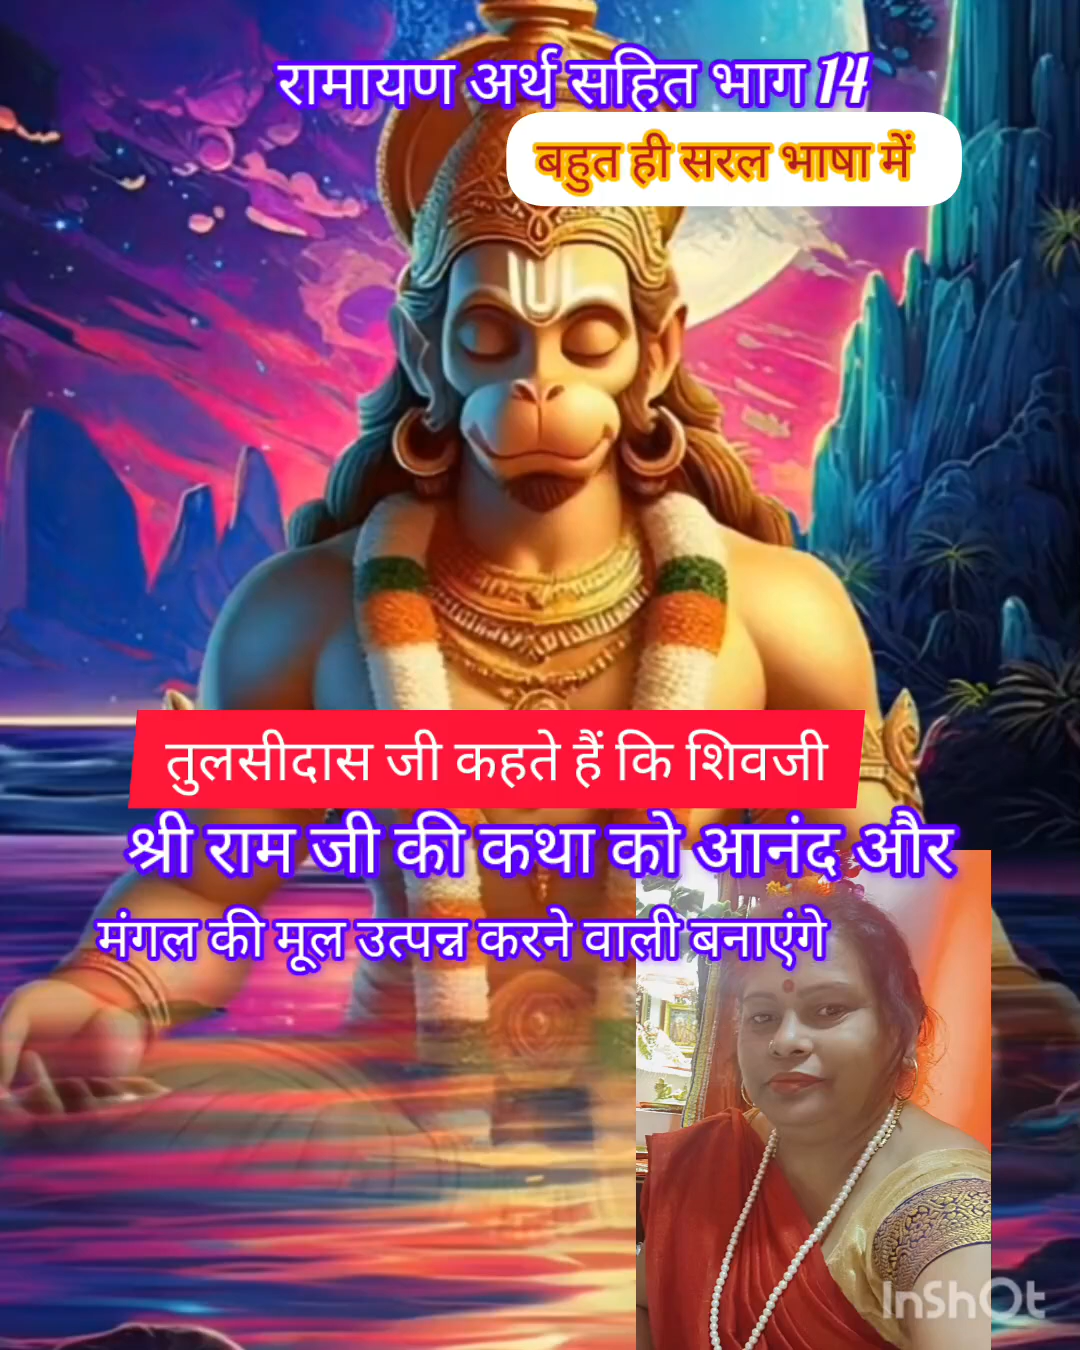 रामायण अर्थ सहित भाग 14
बहुत ही सरल भाषा में
तुलसीदास जी कहते हैं कि शिवजी
श्री राम जी की कथा को आनंद और
मंगल की मूल उत्पन्न करने वाली बनाएंगे
InShOt